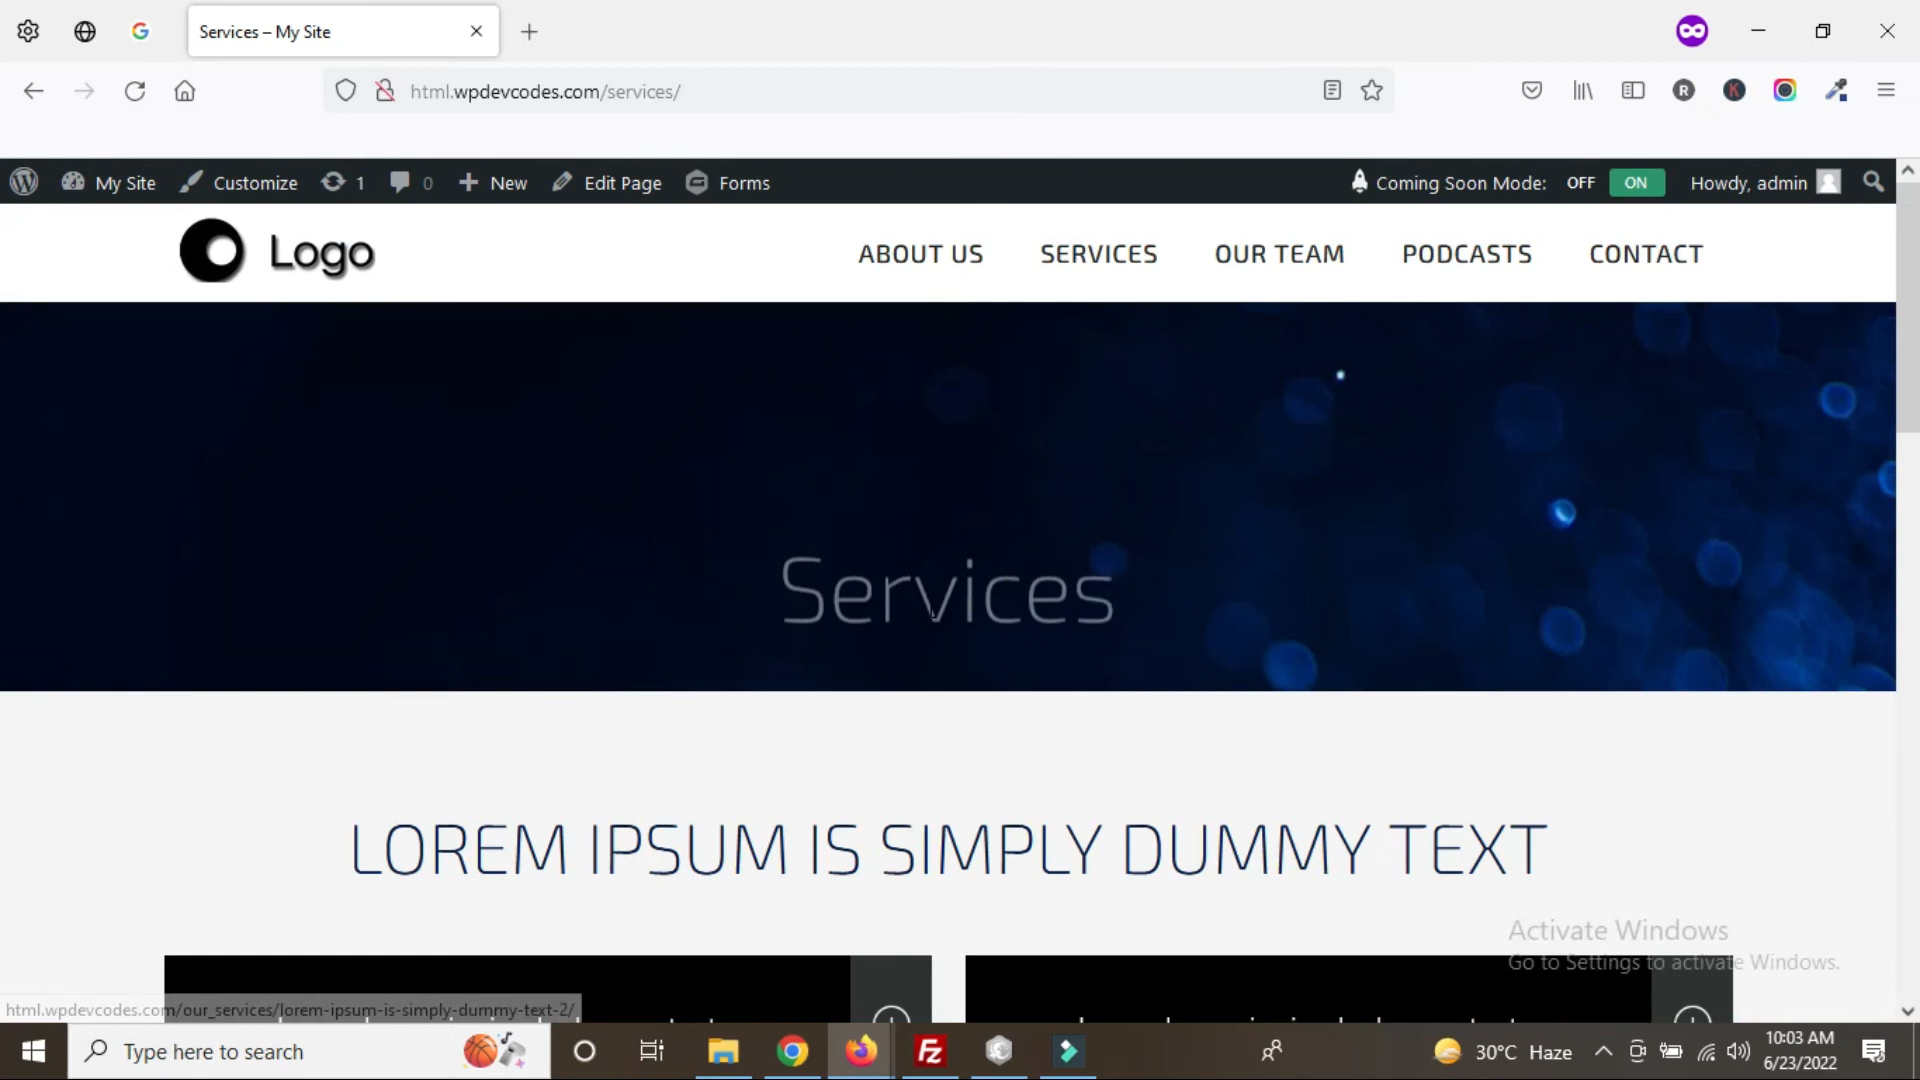 Services – My Site
html.wpdevcodes.com/services/
My Site Customize 1 0 New Edit Page Forms Coming Soon Mode: OFF ON Howdy, admin
Logo ABOUT US SERVICES OUR TEAM PODCASTS CONTACT
Services
LOREM IPSUM IS SIMPLY DUMMY TEXT
Activate Windows
Go to Settings to activate Windows.
html.wpdevcodes.com/our_services/lorem-ipsum-is-simply-dummy-text-2/
Type here to search 30°C Haze 10:03 AM
6/23/2022